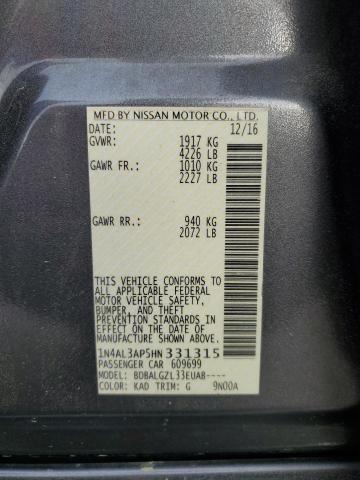 MFD BY NISSAN MOTOR CO., LTD.
DATE: 12/16
GVWR: 1917 KG
4226 LB
GAWR FR.: 1010 KG
2227 LB
GAWR RR.: 940 KG
2072 LB
THIS VEHICLE CONFORMS TO
ALL APPLICABLE FEDERAL
MOTOR VEHICLE SAFETY,
BUMPER, AND THEFT
PREVENTION STANDARDS IN
EFFECT ON THE DATE OF
MANUFACTURE SHOWN ABOVE.
1N4AL3AP5HN 331315
PASSENGER CAR 609699
MODEL: BDBALGZL33EUA8----
COLOR: KAD TRIM: G 9N00A